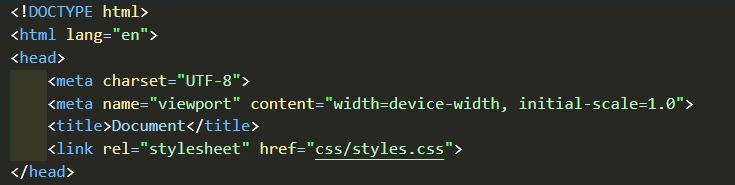 <!DOCTYPE html>
<html lang="en">
<head>
    <meta charset="UTF-8">
    <meta name="viewport" content="width=device-width, initial-scale=1.0">
    <title>Document</title>
    <link rel="stylesheet" href="css/styles.css">
</head>